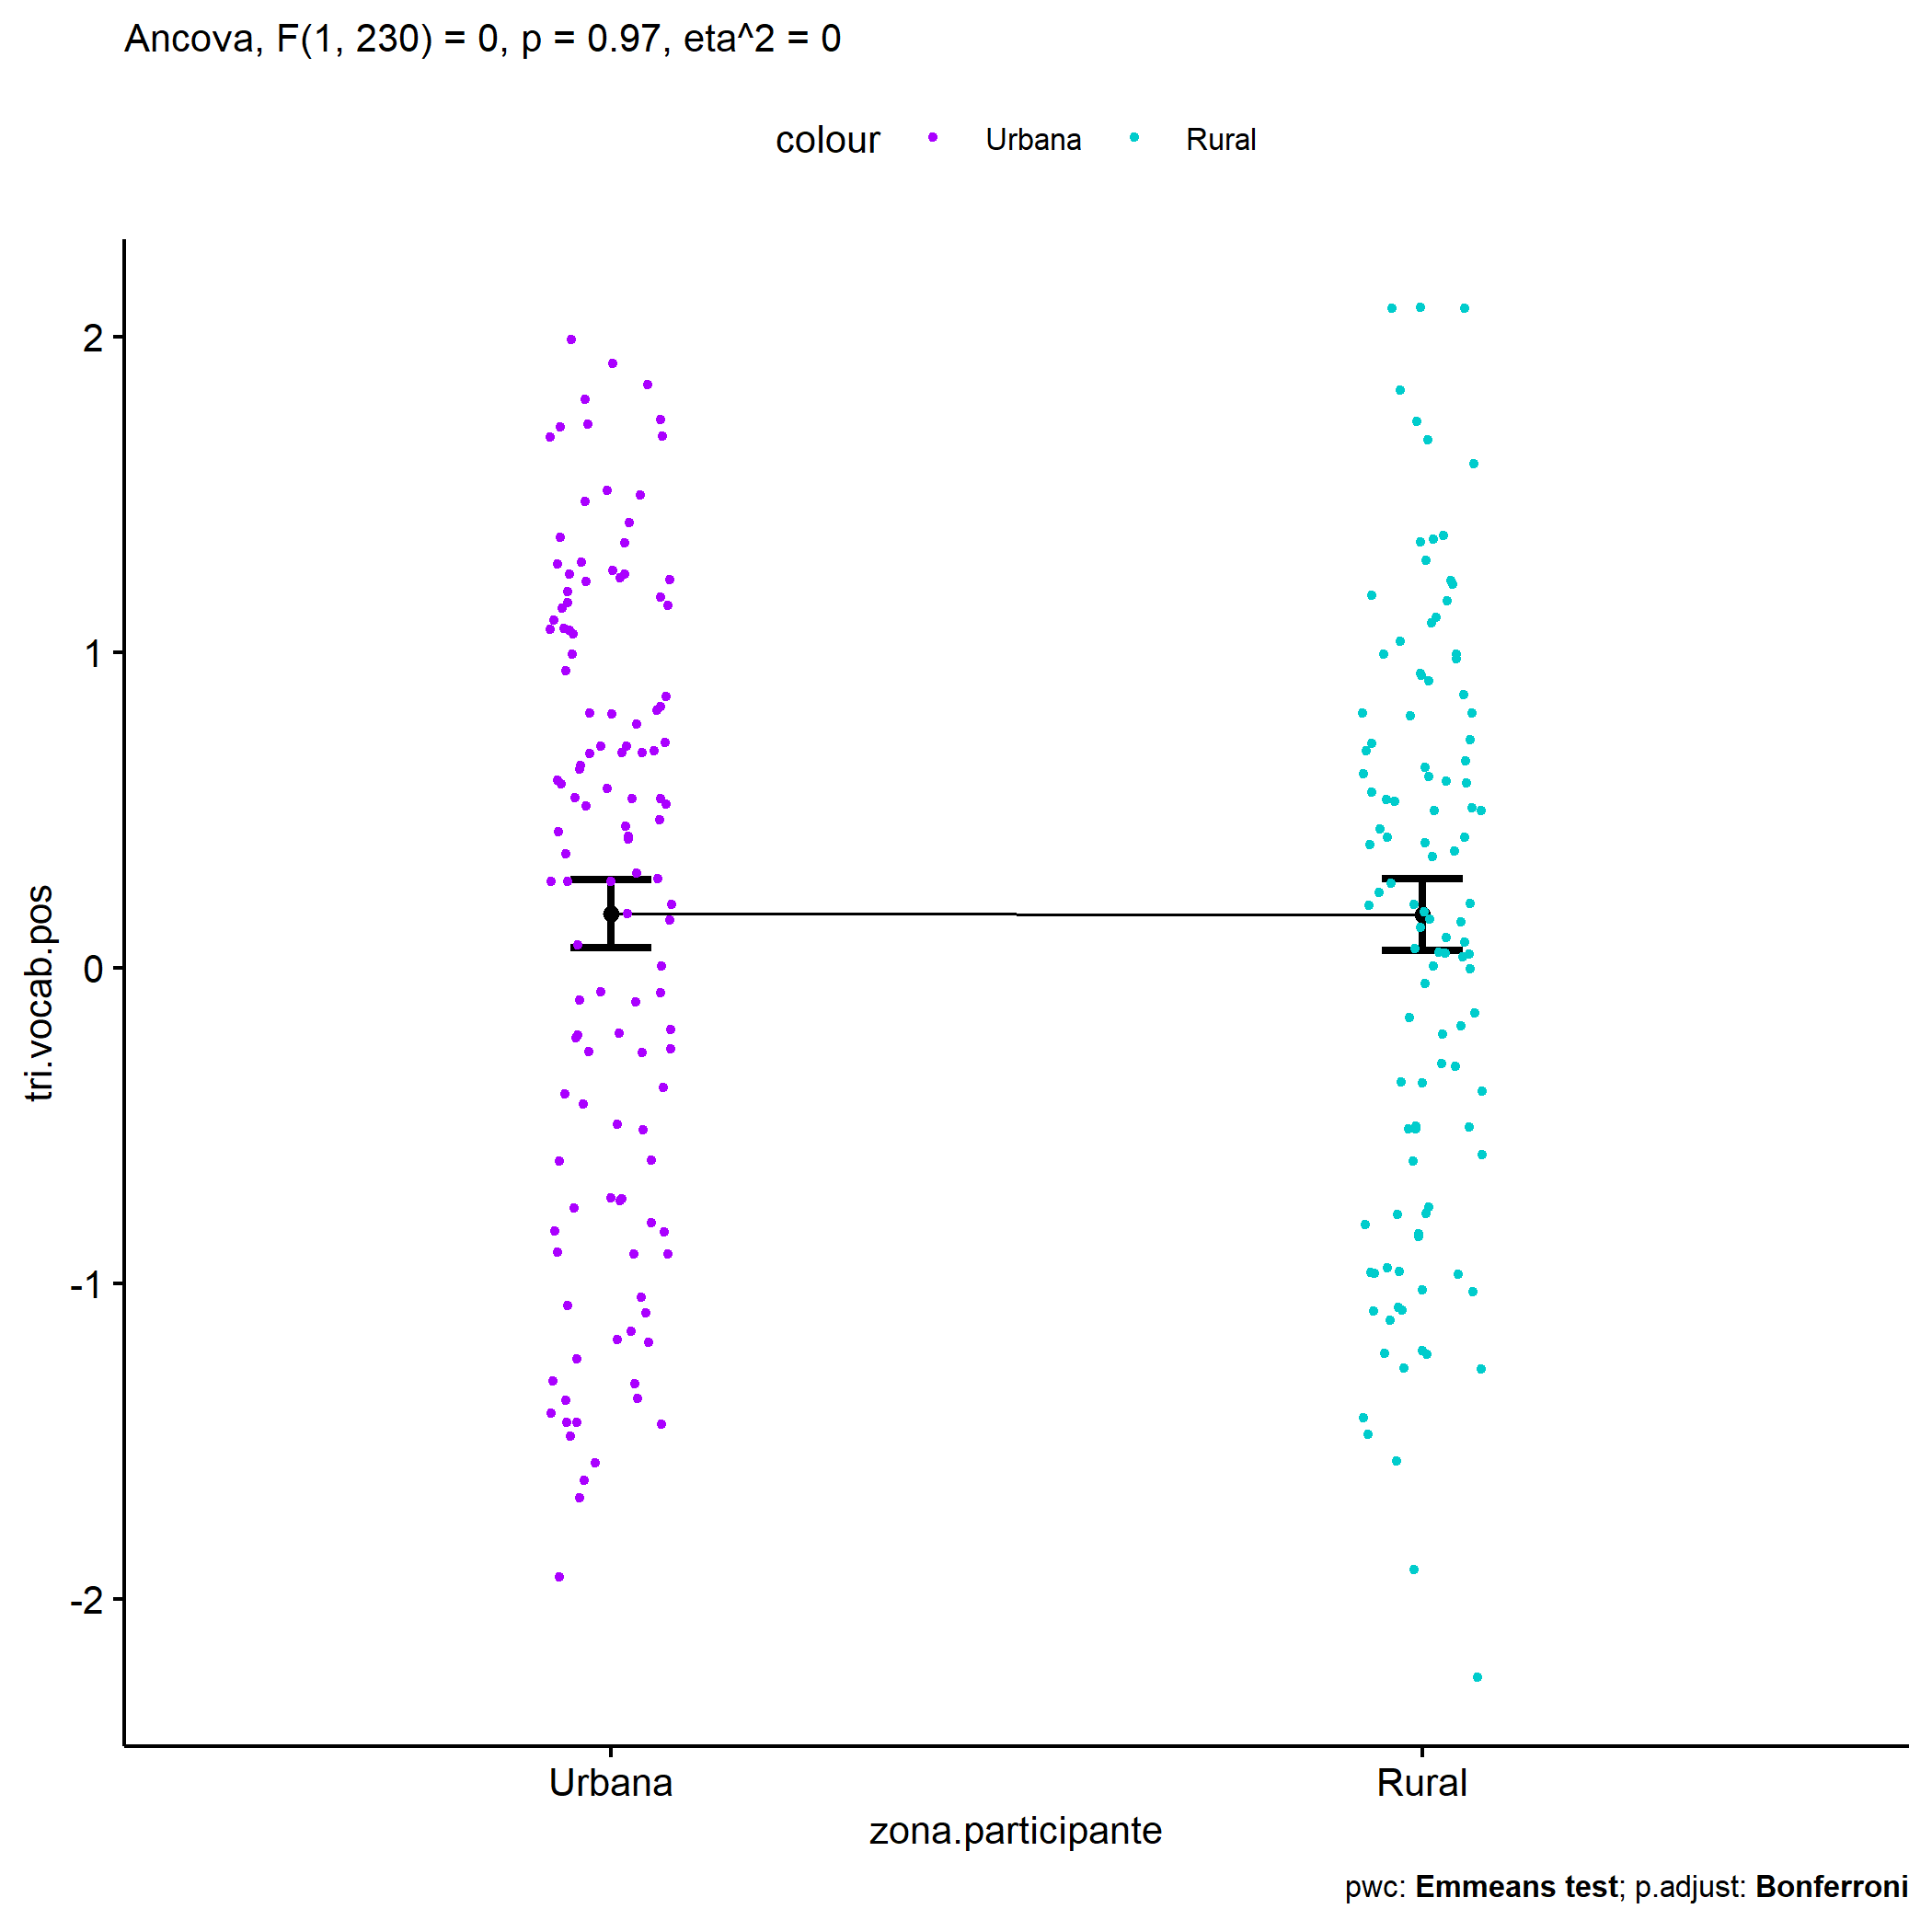 Ancova, F(1, 230) = 0, p = 0.97, eta^2 = 0
colour Urbana Rural
2
1
0
-1
-2
tri.vocab.pos
Urbana Rural
zona.participante
pwc: Emmeans test; p.adjust: Bonferroni